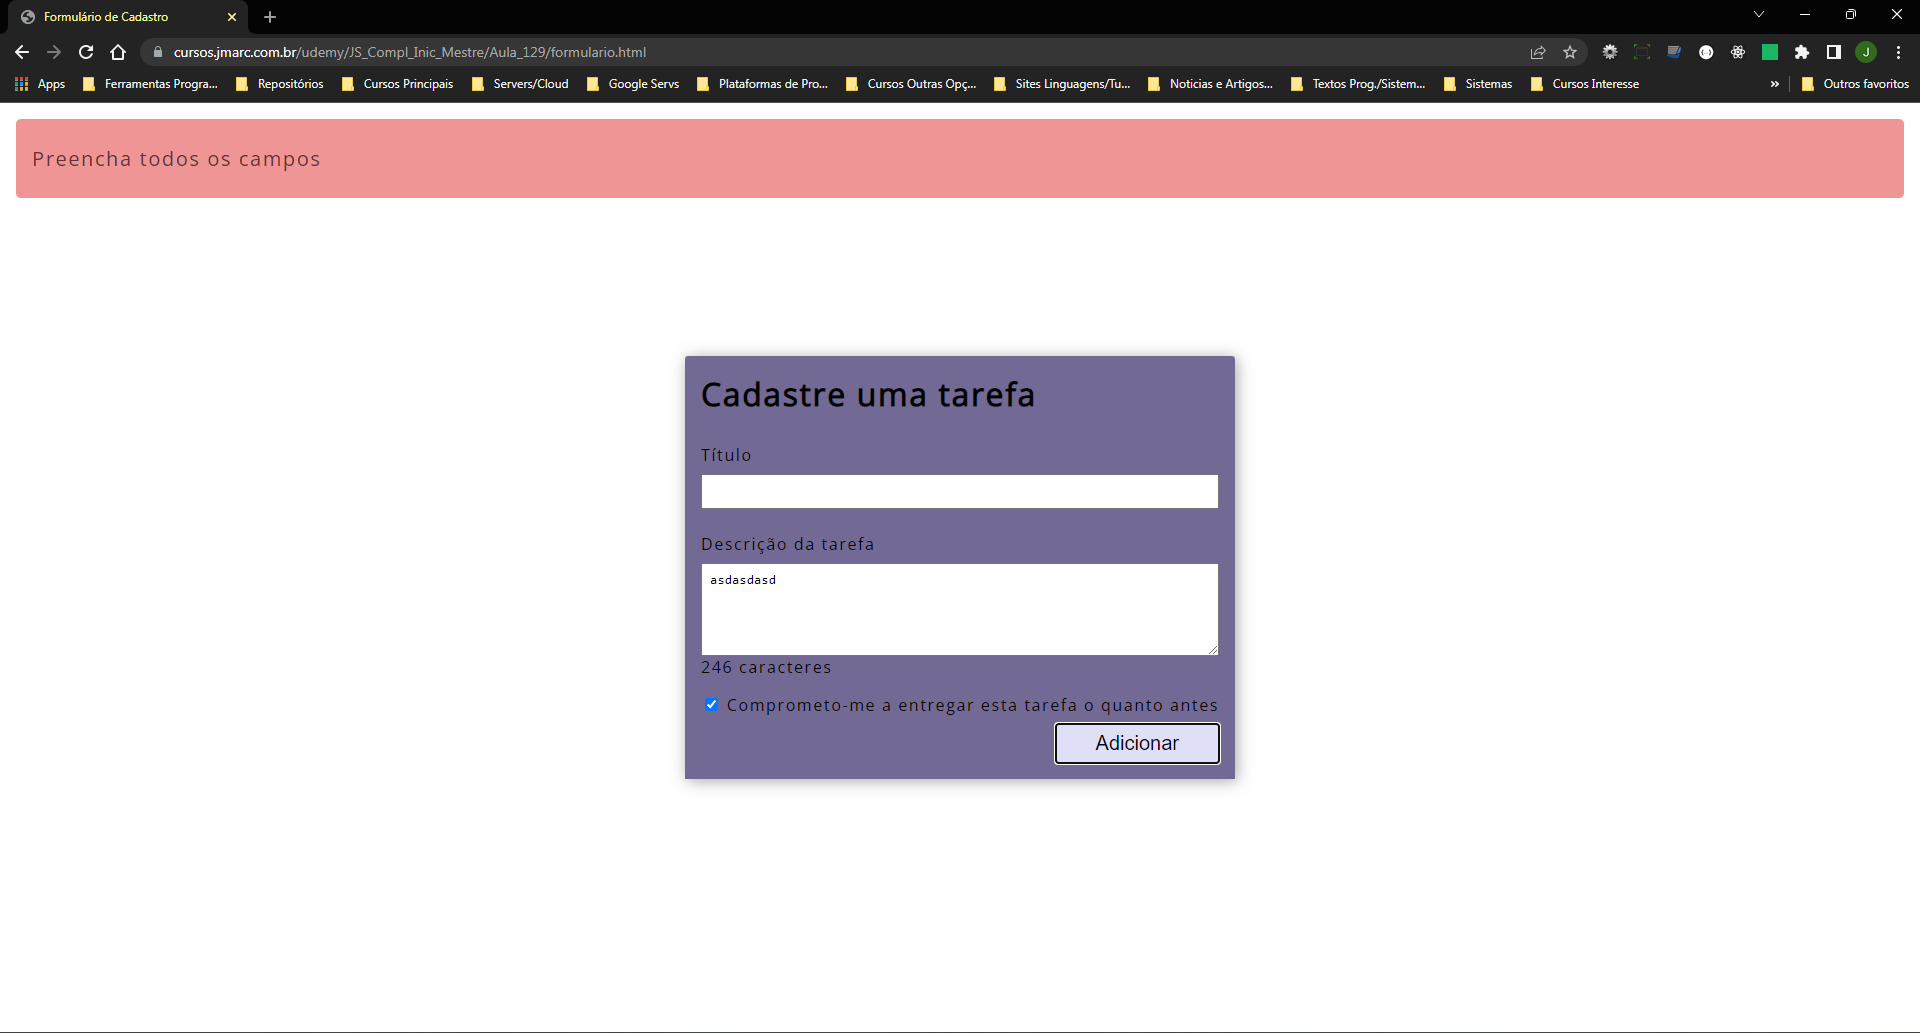 Formulário de Cadastro
cursos.jmarc.com.br/udemy/JS_Compl_Inic_Mestre/Aula_129/formulario.html
J
Apps Ferramentas Progra... Repositórios Cursos Principais Servers/Cloud Google Servs Plataformas de Pro... Cursos Outras Opç... Sites Linguagens/Tu... Noticias e Artigos... Textos Prog./Sistem... Sistemas Cursos Interesse » Outros favoritos
Preencha todos os campos
Cadastre uma tarefa
Título
Descrição da tarefa
asdasdasd
246 caracteres
Comprometo-me a entregar esta tarefa o quanto antes
Adicionar